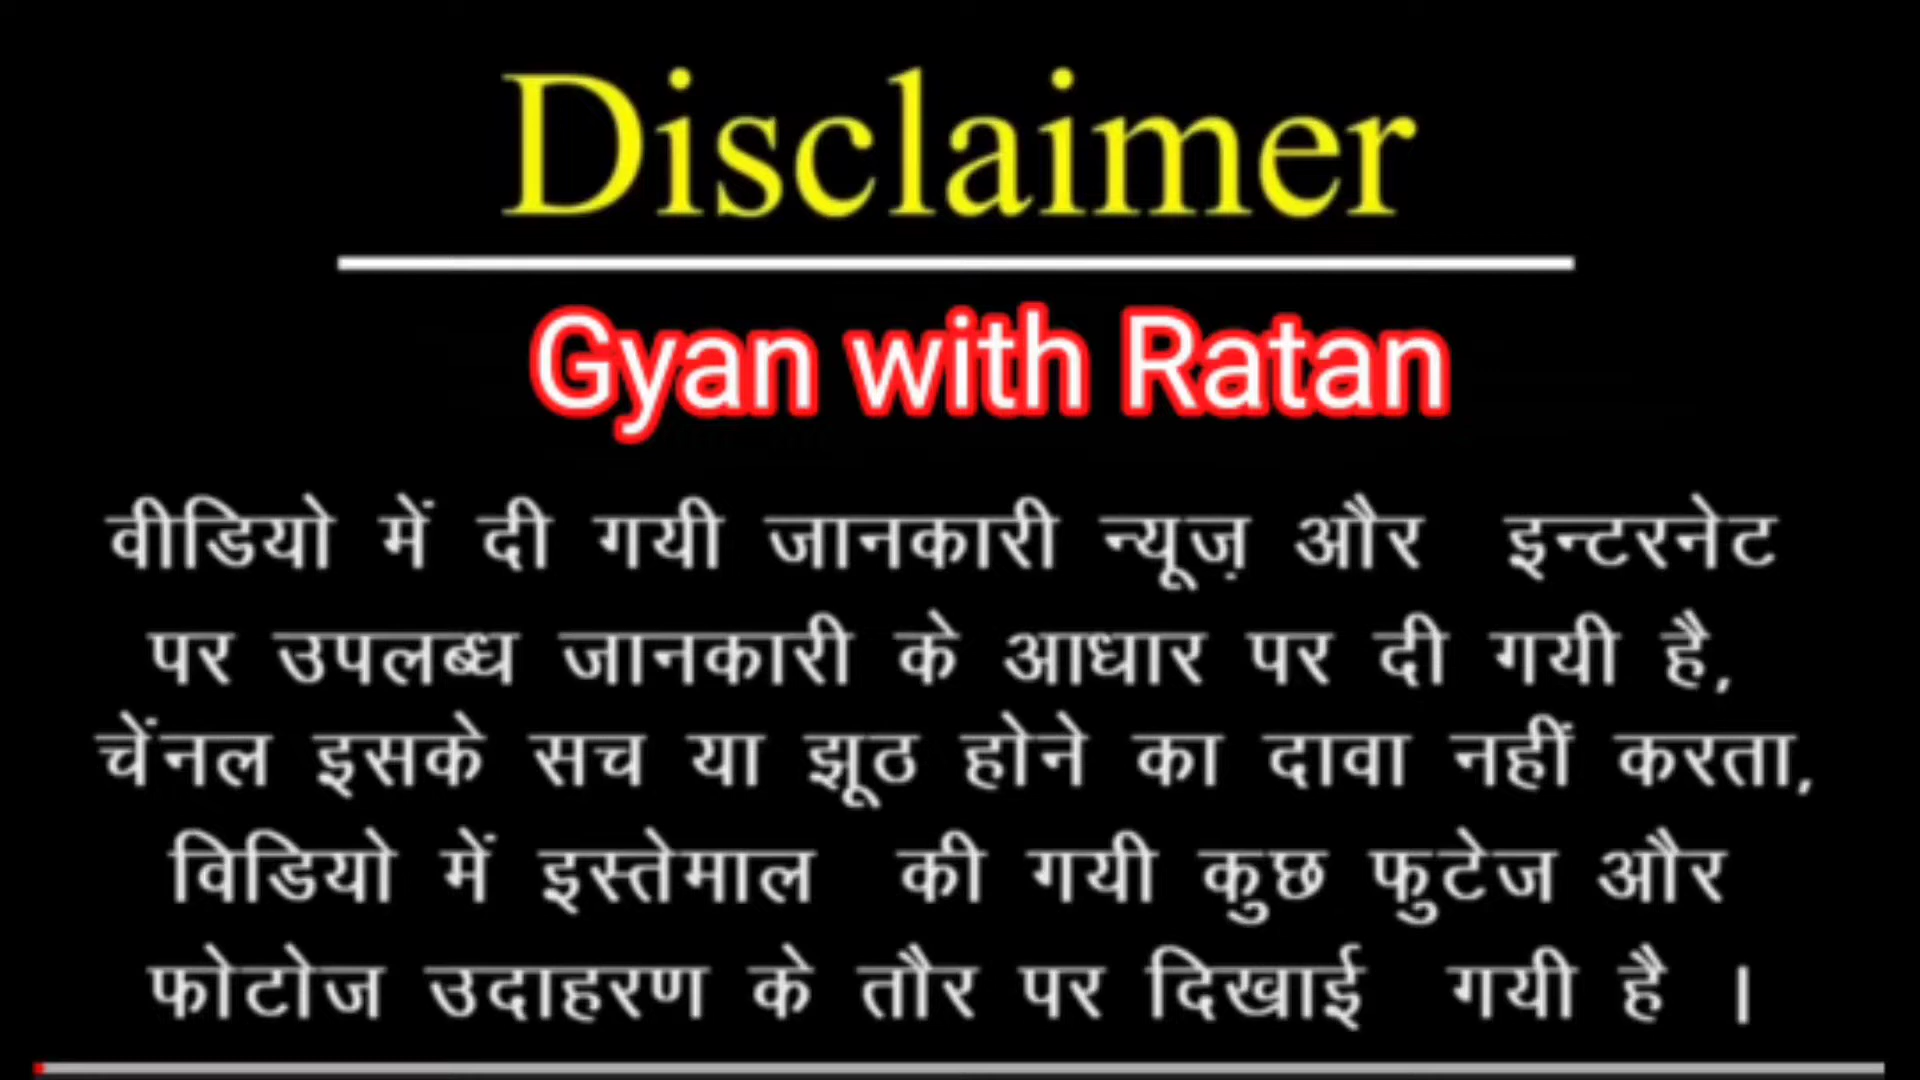 Disclaimer
Gyan with Ratan
वीडियो में दी गयी जानकारी न्यूज़ और इन्टरनेट
पर उपलब्ध जानकारी के आधार पर दी गयी है,
चेंनल इसके सच या झूठ होने का दावा नहीं करता,
विडियो में इस्तेमाल की गयी कुछ फुटेज और
फोटोज उदाहरण के तौर पर दिखाई गयी है ।